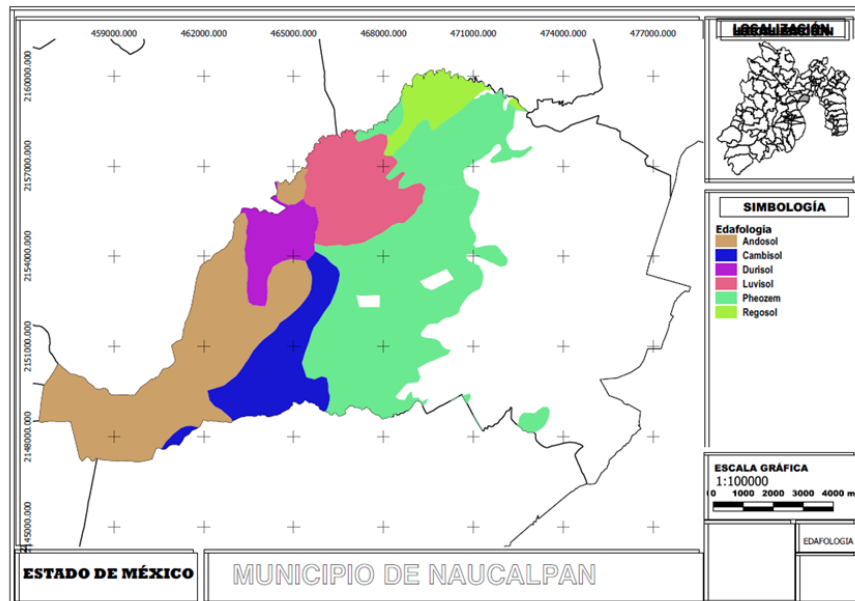 459000.000 462000.000 465000.000 468000.000 471000.000 474000.000 477000.000
2160000.000
2157000.000
2154000.000
2151000.000
2148000.000
2145000.000
LOCALIZACIÓN
SIMBOLOGÍA
Edafologia
Andosol
Cambisol
Durisol
Luvisol
Pheozem
Regosol
ESCALA GRÁFICA
1:100000
0 1000 2000 3000 4000 m
EDAFOLOGIA
ESTADO DE MÉXICO
MUNICIPIO DE NAUCALPAN